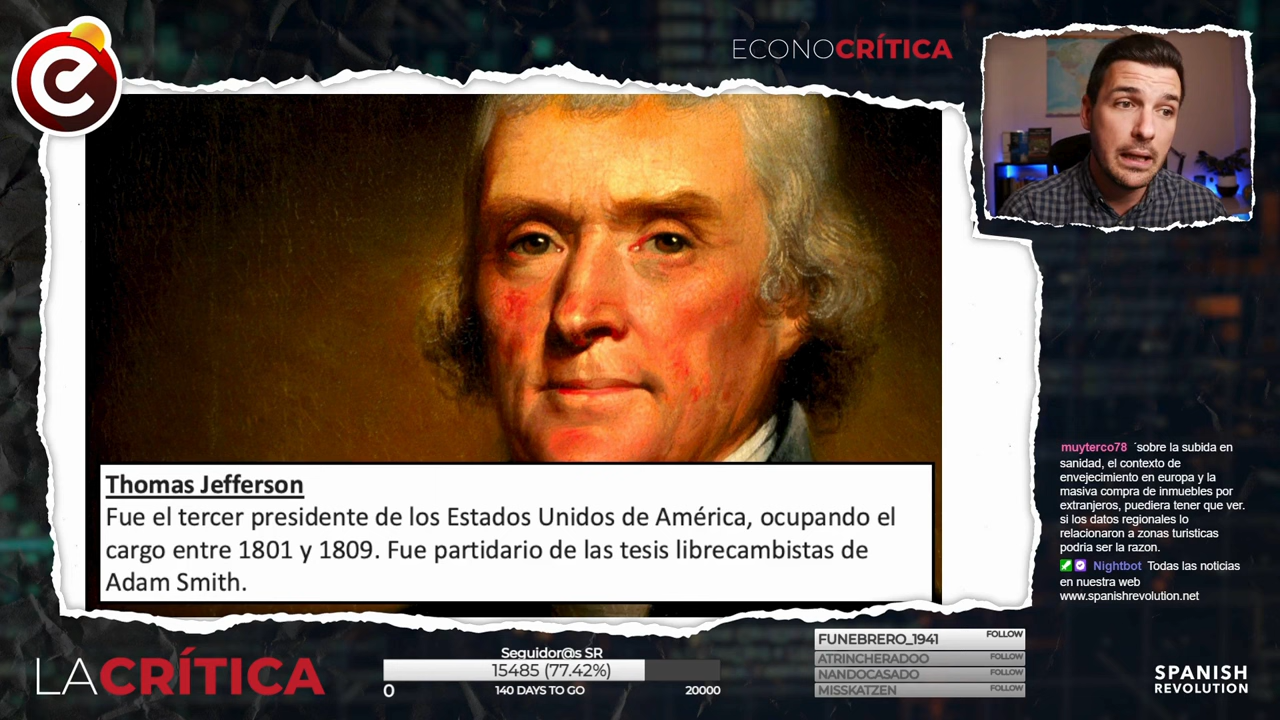 ECONOCRÍTICA
Thomas Jefferson
Fue el tercer presidente de los Estados Unidos de América, ocupando el
cargo entre 1801 y 1809. Fue partidario de las tesis librecambistas de
Adam Smith.
muyterco78 ´sobre la subida en
sanidad, el contexto de
envejecimiento en europa y la
masiva compra de inmuebles por
extranjeros, pudiera tener que ver.
si los datos regionales lo
relacionaron a zonas turisticas
podria ser la razon.
Nightbot Todas las noticias
en nuestra web
www.spanishrevolution.net
LACRÍTICA
Seguidor@s SR
15485 (77.42%)
0 140 DAYS TO GO 20000
FUNEBRERO_1941 FOLLOW
ATRINCHERADOO FOLLOW
NANDOCASADO FOLLOW
MISSKATZEN FOLLOW
SPANISH
REVOLUTION